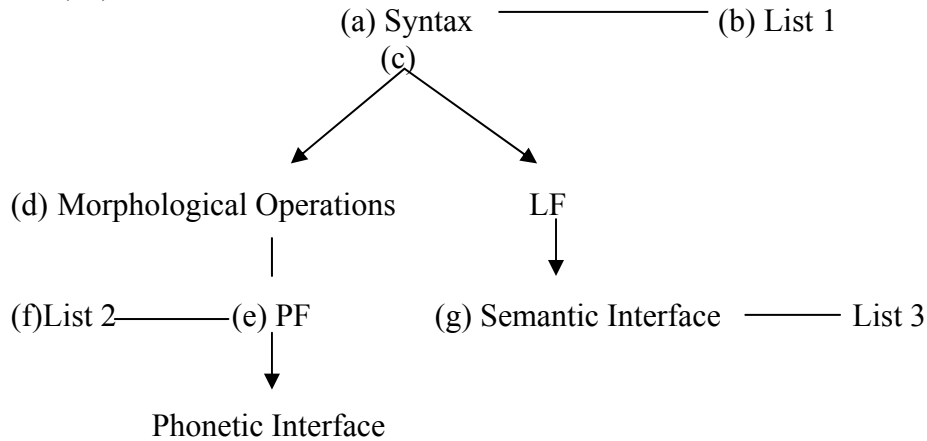 (a) Syntax (b) List 1
(c)
(d) Morphological Operations LF
(f)List 2 (e) PF (g) Semantic Interface List 3
Phonetic Interface